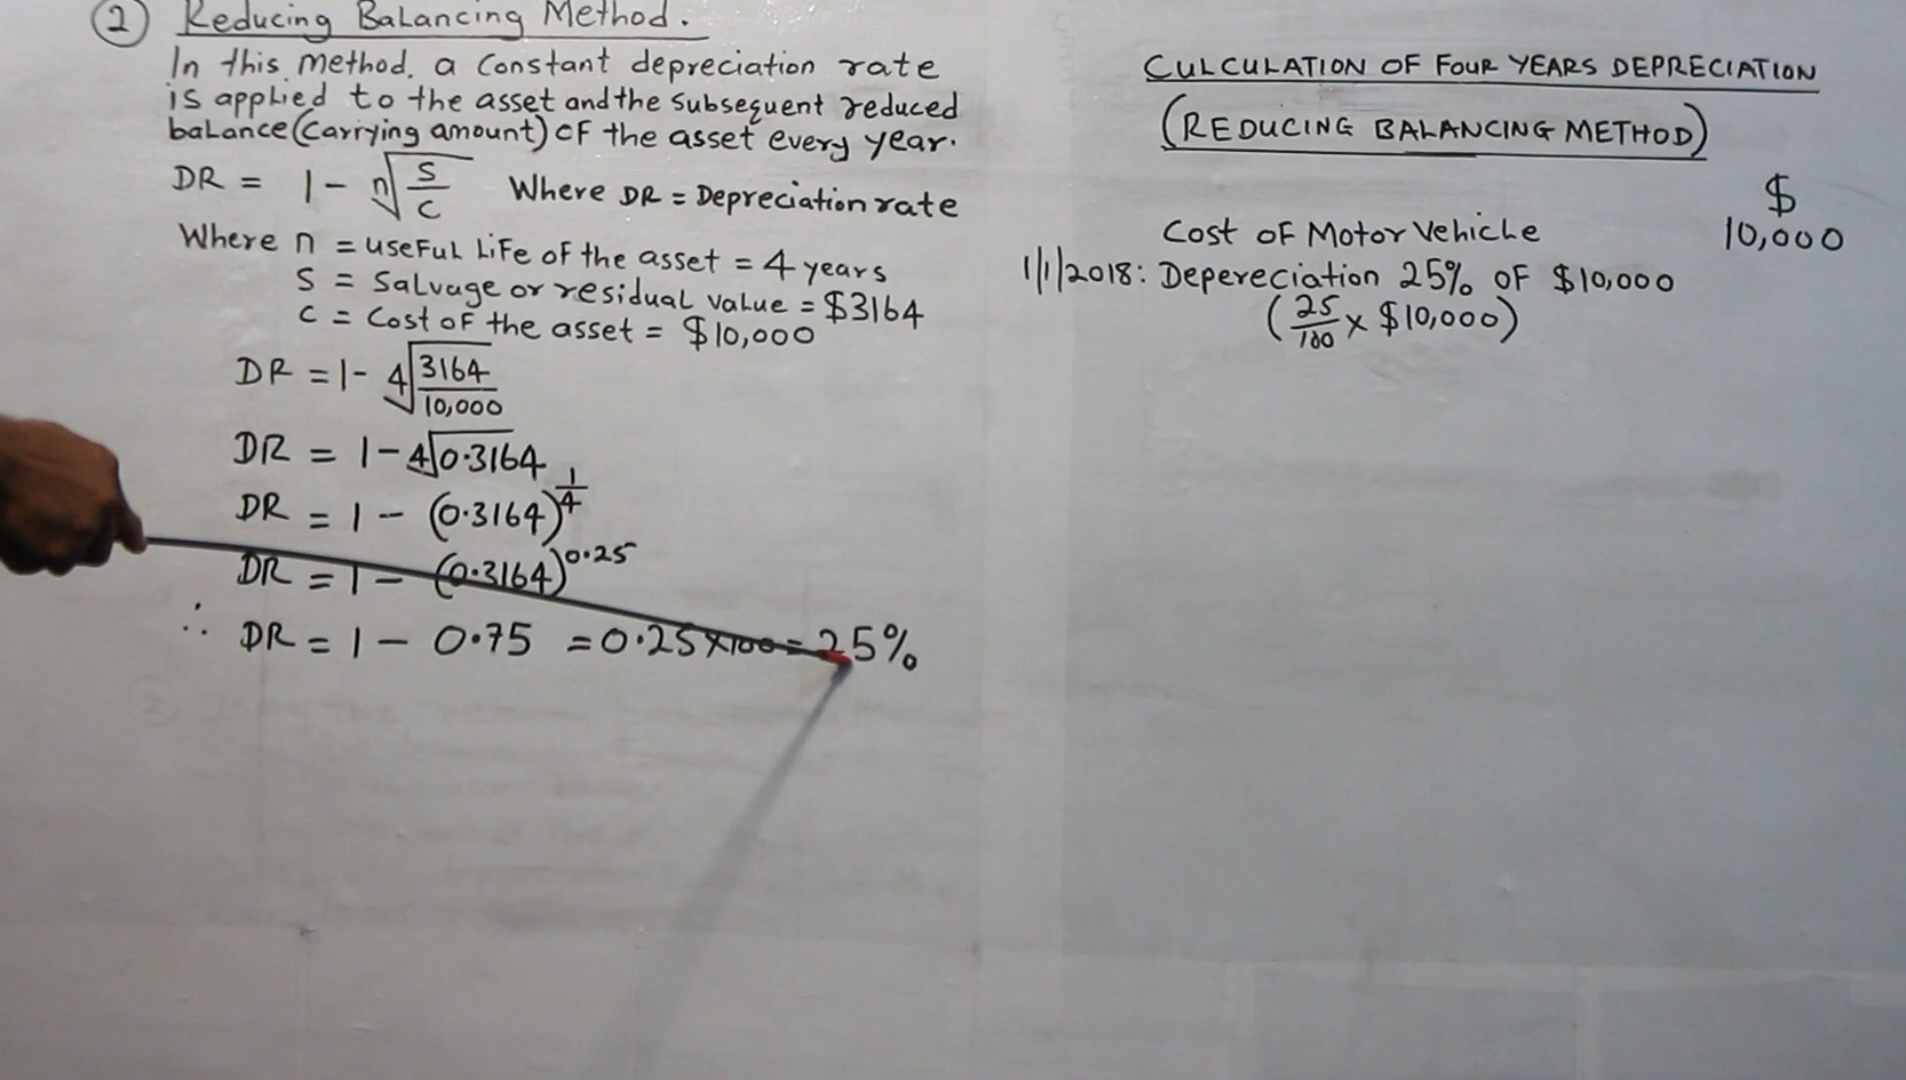 2 Reducing Balancing Method.
In this method, a constant depreciation rate
is applied to the asset and the subsequent reduced
balance (carrying amount) of the asset every year.
DR = 1 - n√(S/C) Where DR = Depreciation rate
Where n = useful life of the asset = 4 years
S = Salvage or residual value = $3164
C = Cost of the asset = $10,000
DR = 1 - 4√(3164/10,000)
DR = 1 - 4√0.3164
DR = 1 - (0.3164)^1/4
DR = 1 - (0.3164)^0.25
∴ DR = 1 - 0.75 = 0.25 x 100 = 25%
CULCULATION OF FOUR YEARS DEPRECIATION
(REDUCING BALANCING METHOD)
$
Cost of Motor Vehicle 10,000
1/1/2018: Depereciation 25% OF $10,000
(25/100 x $10,000)